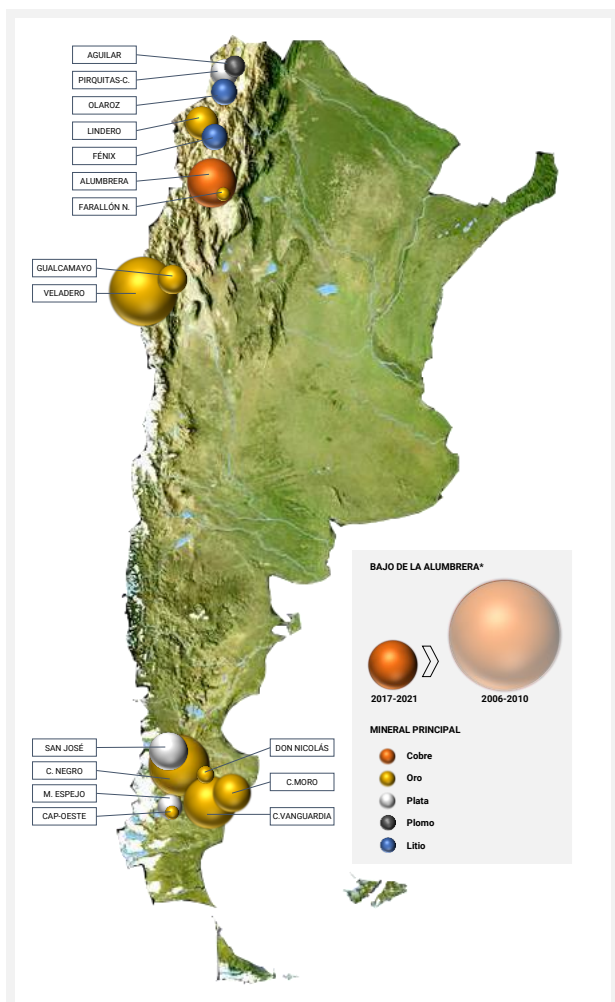 AGUILAR
PIRQUITAS-C.
OLAROZ
LINDERO
FÉNIX
ALUMBRERA
FARALLÓN N.
GUALCAMAYO
VELADERO
BAJO DE LA ALUMBRERA*
2017-2021
2006-2010
MINERAL PRINCIPAL
Cobre
Oro
Plata
Plomo
Litio
SAN JOSÉ
C. NEGRO
M. ESPEJO
CAP-OESTE
DON NICOLÁS
C.MORO
C.VANGUARDIA